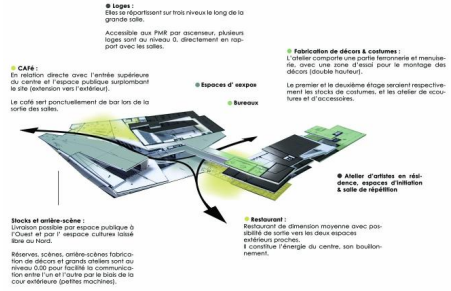 Loges :
Elles se répartissent sur trois niveux le long de la
grande salle.
Accessible aux PMR par ascenseur, plusieurs
loges sont au niveau 0, directement en rap-
port avec les salles.
CAFé :
En relation directe avec l'entrée supérieure
du centre et l'espace public surplombant
le site (extension vers l'extérieur).
Le café sert ponctuellement de bar lors de la
sortie des salles.
Espaces d' «expo»
Bureaux
Fabrication de décors & costumes :
L'atelier comporte une partie ferronnerie et menuise-
rie, avec une zone d'essai pour le montage des
décors (double hauteur).
Le premier et le deuxième étage seraient respective-
ment les stocks de costumes, et les atelier de «cou-
ture» et d'accessoires.
Atelier d'artistes en rési-
dence, espaces d'initiation
& salle de répétition
Stocks et arrière-scène :
Livraison possible par espace publique à
l'Ouest et par l' «espace culture» laissé
libre au Nord.
Réserves, scènes, arrière-scènes fabrica-
tion de décors et grands ateliers sont au
niveau 0.00 pour facilité la communica-
tion entre l'un et l'autre par le biais de la
cour extérieure (petites machines).
Restaurant :
Restaurant de dimension moyenne avec pos-
sibilité de sortie vers les deux espaces
extérieurs proches.
Il constitue l'énergie du centre, son bouillon-
nement.